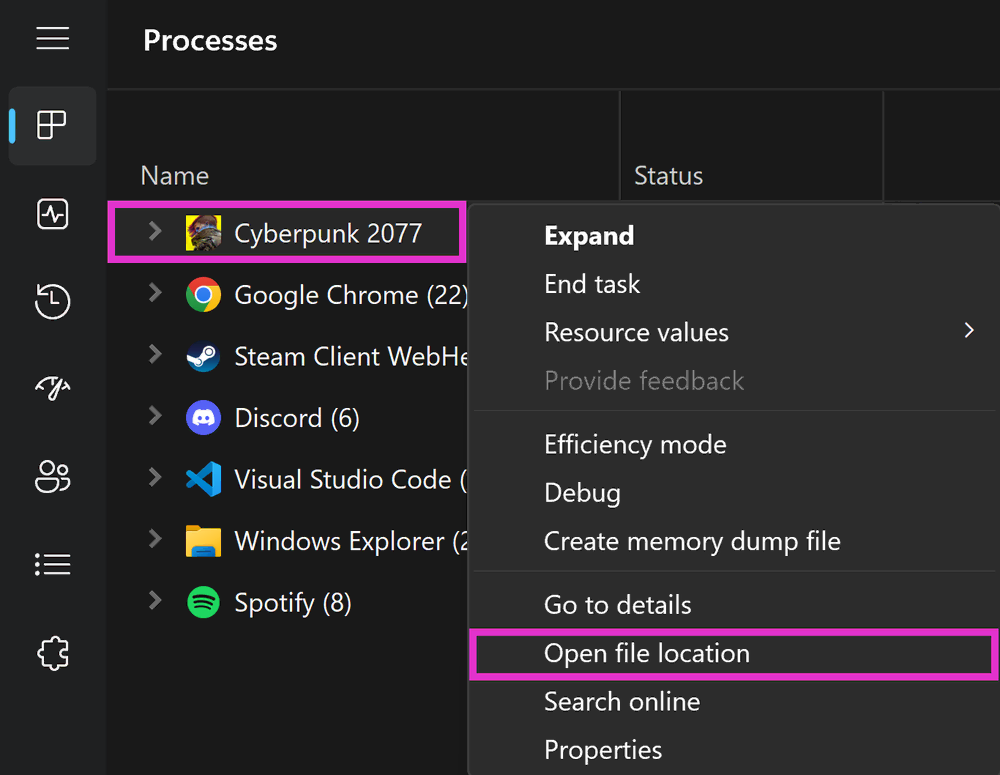 Processes
Name
Status
Cyberpunk 2077
Google Chrome (22)
Steam Client WebHe
Discord (6)
Visual Studio Code (
Windows Explorer (2
Spotify (8)
Expand
End task
Resource values
Provide feedback
Efficiency mode
Debug
Create memory dump file
Go to details
Open file location
Search online
Properties